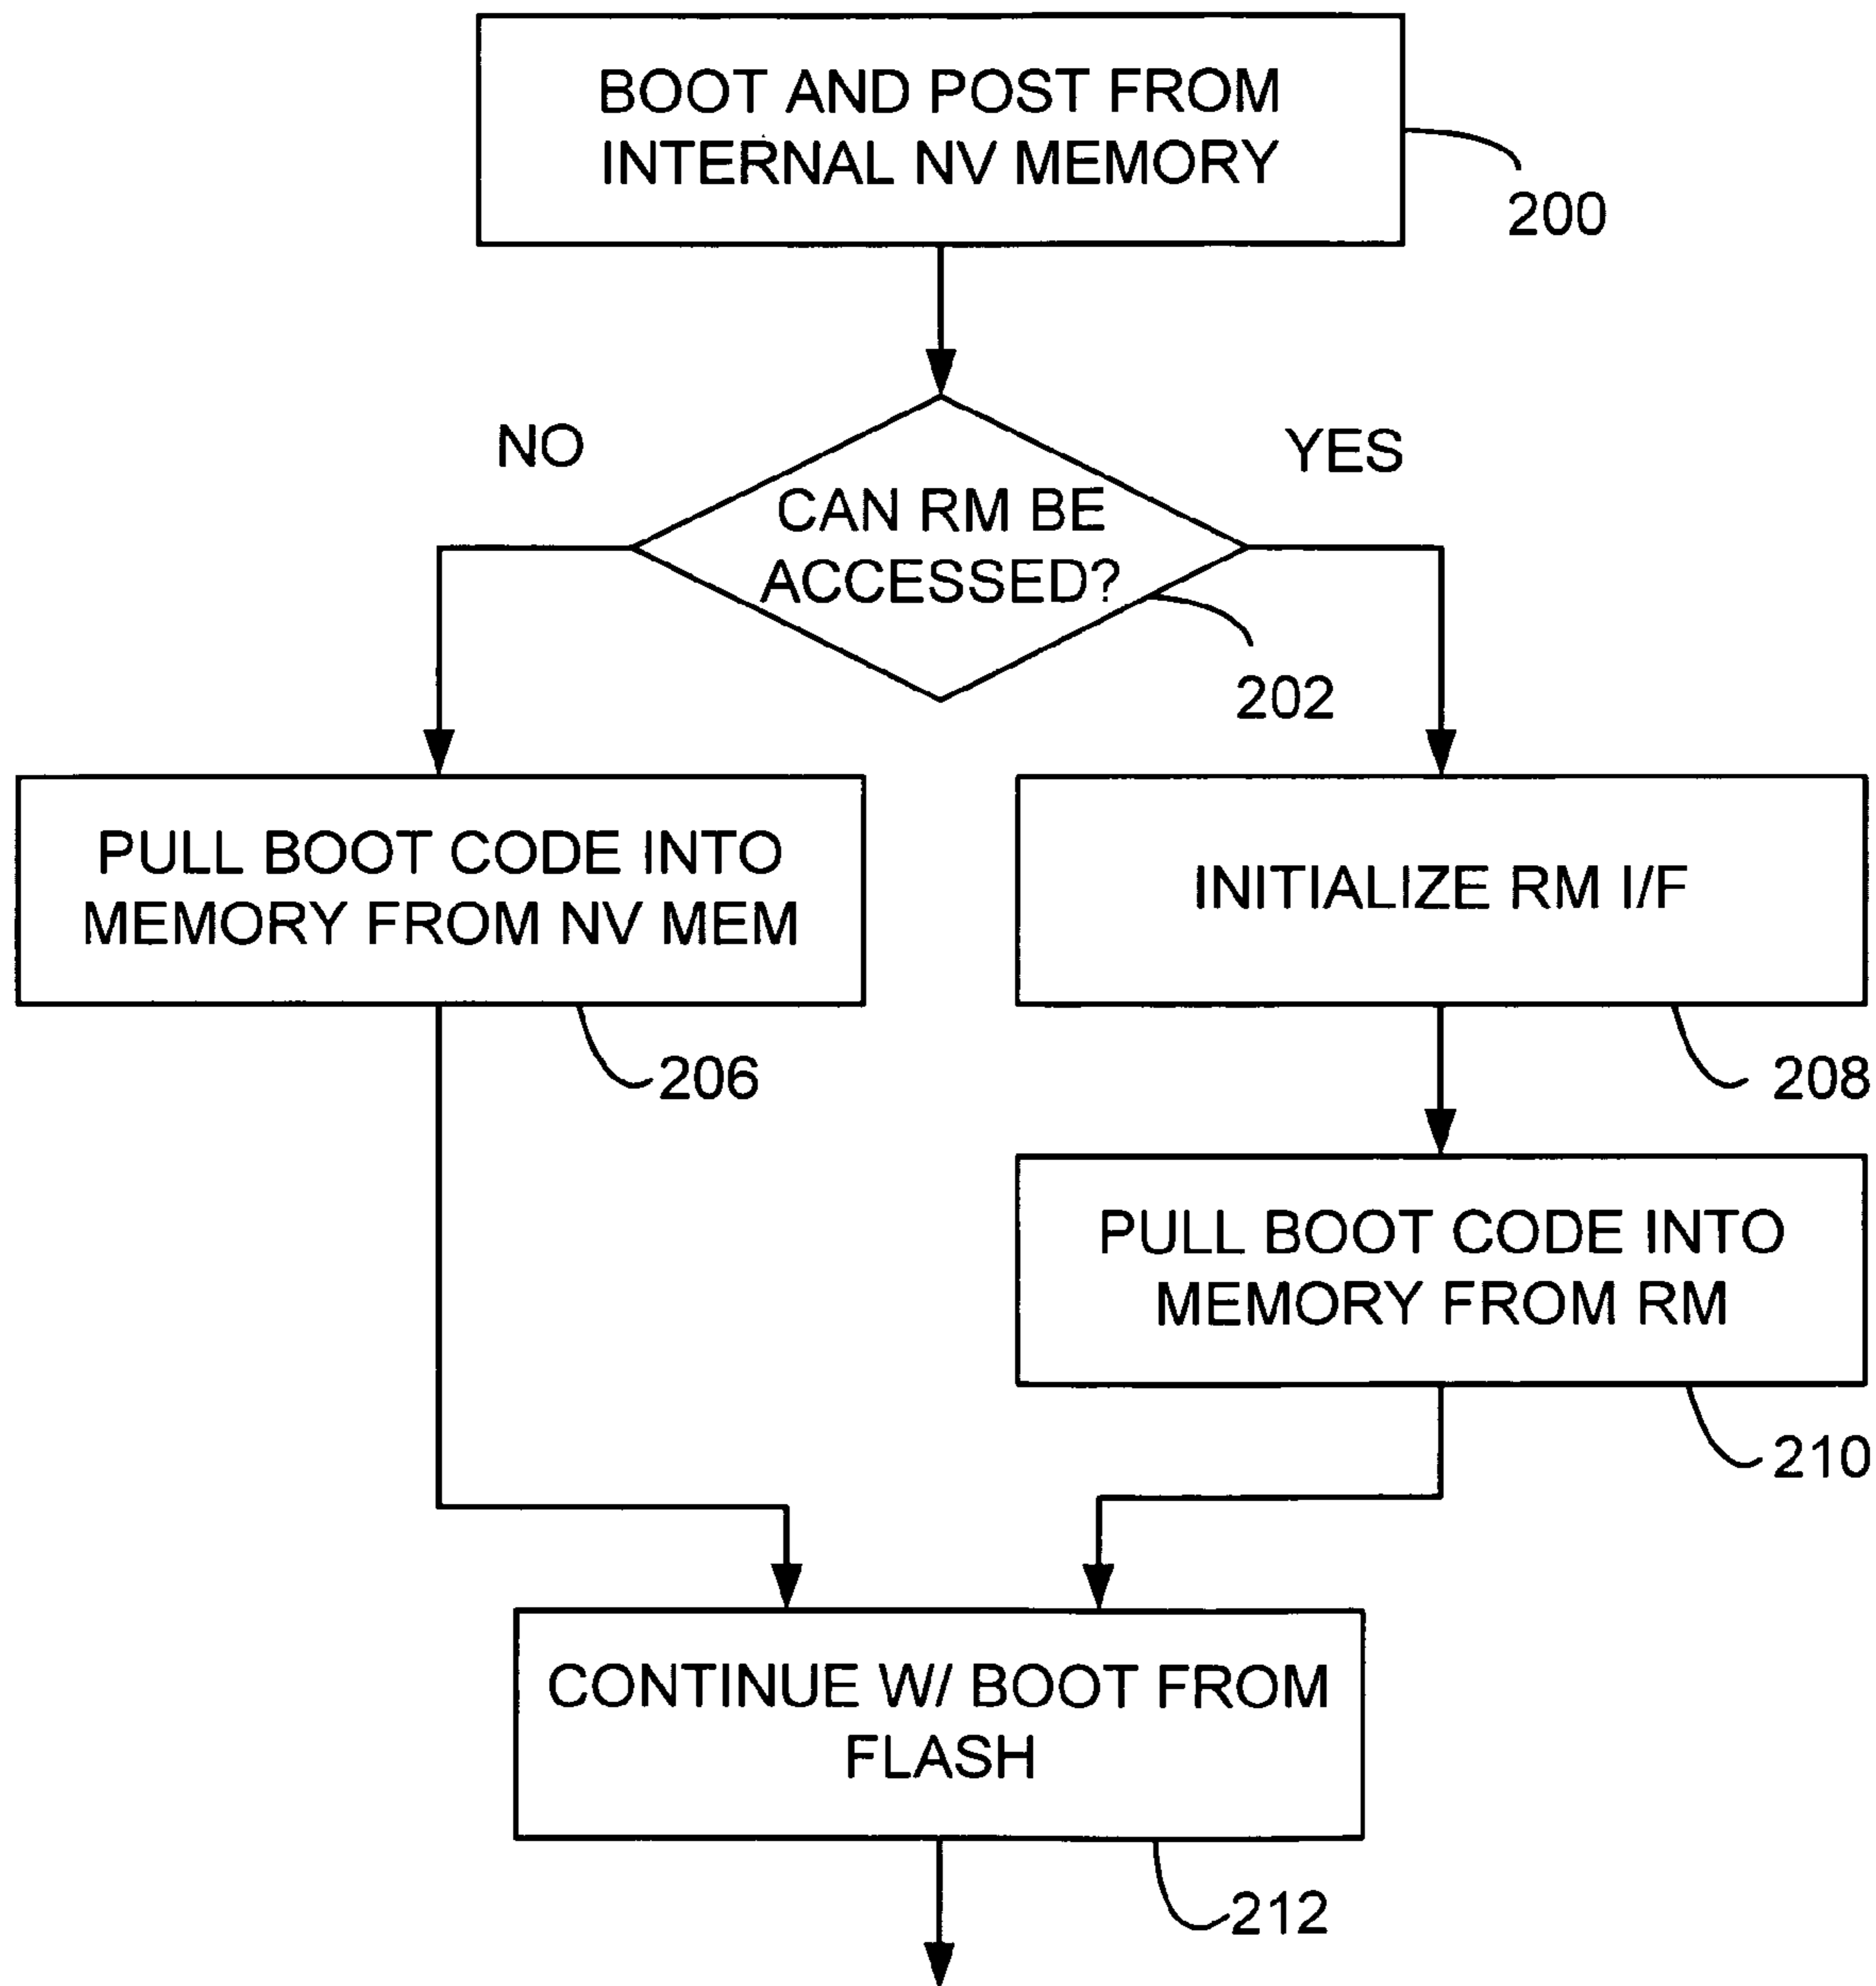 BOOT AND POST FROM
INTERNAL NV MEMORY
200
NO
YES
CAN RM BE
ACCESSED?
202
PULL BOOT CODE INTO
MEMORY FROM NV MEM
206
INITIALIZE RM I/F
208
PULL BOOT CODE INTO
MEMORY FROM RM
210
CONTINUE W/ BOOT FROM
FLASH
212